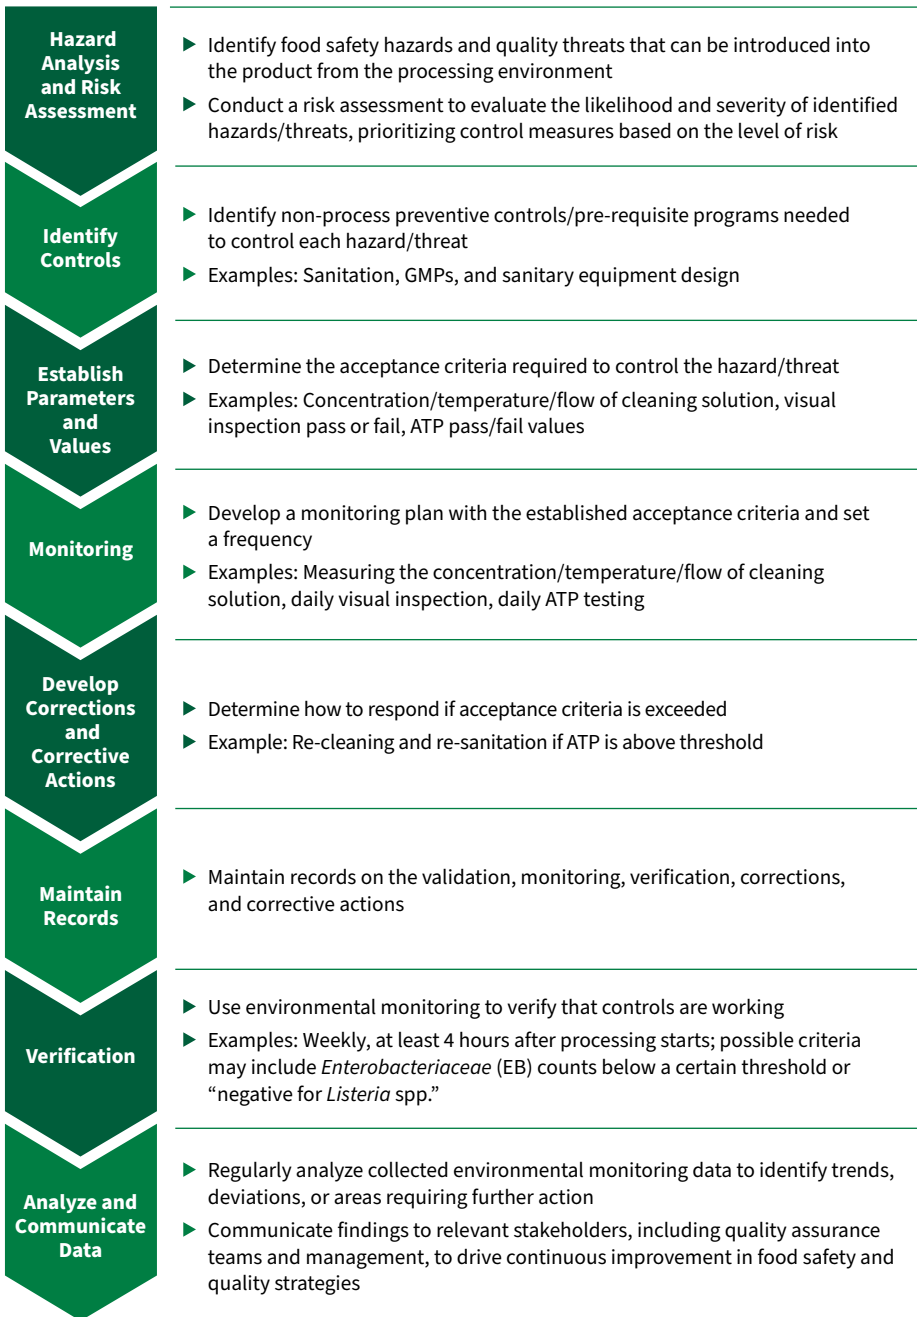 Hazard
Analysis
and Risk
Assessment
▶ Identify food safety hazards and quality threats that can be introduced into
the product from the processing environment
▶ Conduct a risk assessment to evaluate the likelihood and severity of identified
hazards/threats, prioritizing control measures based on the level of risk
Identify
Controls
▶ Identify non-process preventive controls/pre-requisite programs needed
to control each hazard/threat
▶ Examples: Sanitation, GMPs, and sanitary equipment design
Establish
Parameters
and
Values
▶ Determine the acceptance criteria required to control the hazard/threat
▶ Examples: Concentration/temperature/flow of cleaning solution, visual
inspection pass or fail, ATP pass/fail values
Monitoring
▶ Develop a monitoring plan with the established acceptance criteria and set
a frequency
▶ Examples: Measuring the concentration/temperature/flow of cleaning
solution, daily visual inspection, daily ATP testing
Develop
Corrections
and
Corrective
Actions
▶ Determine how to respond if acceptance criteria is exceeded
▶ Example: Re-cleaning and re-sanitation if ATP is above threshold
Maintain
Records
▶ Maintain records on the validation, monitoring, verification, corrections,
and corrective actions
Verification
▶ Use environmental monitoring to verify that controls are working
▶ Examples: Weekly, at least 4 hours after processing starts; possible criteria
may include Enterobacteriaceae (EB) counts below a certain threshold or
“negative for Listeria spp.”
Analyze and
Communicate
Data
▶ Regularly analyze collected environmental monitoring data to identify trends,
deviations, or areas requiring further action
▶ Communicate findings to relevant stakeholders, including quality assurance
teams and management, to drive continuous improvement in food safety and
quality strategies